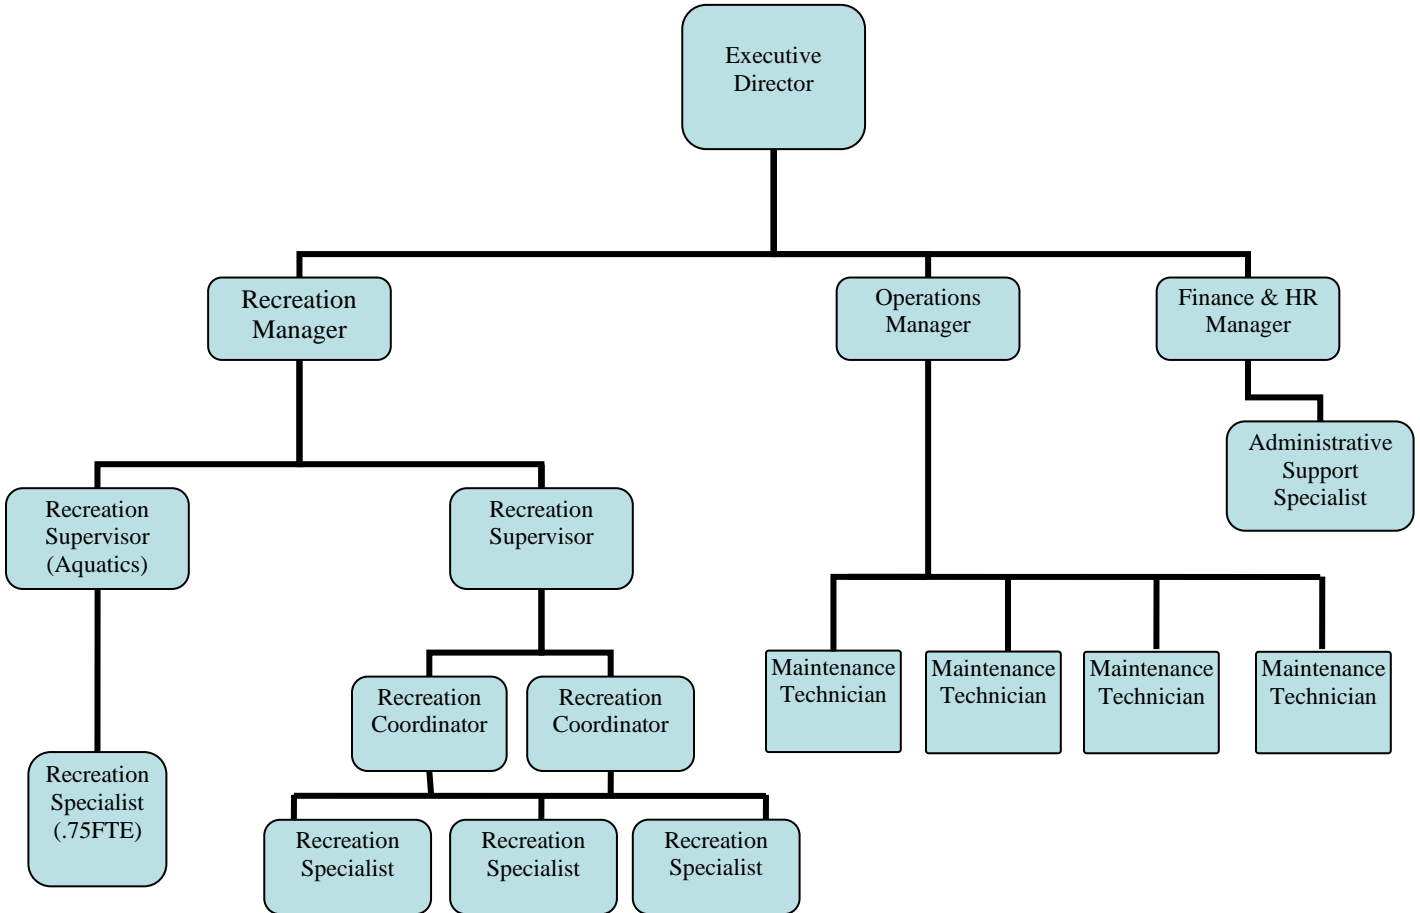 Executive
Director
Recreation
Manager
Operations
Manager
Finance & HR
Manager
Administrative
Support
Specialist
Recreation
Supervisor
(Aquatics)
Recreation
Supervisor
Recreation
Coordinator
Recreation
Coordinator
Maintenance
Technician
Maintenance
Technician
Maintenance
Technician
Maintenance
Technician
Recreation
Specialist
(.75FTE)
Recreation
Specialist
Recreation
Specialist
Recreation
Specialist